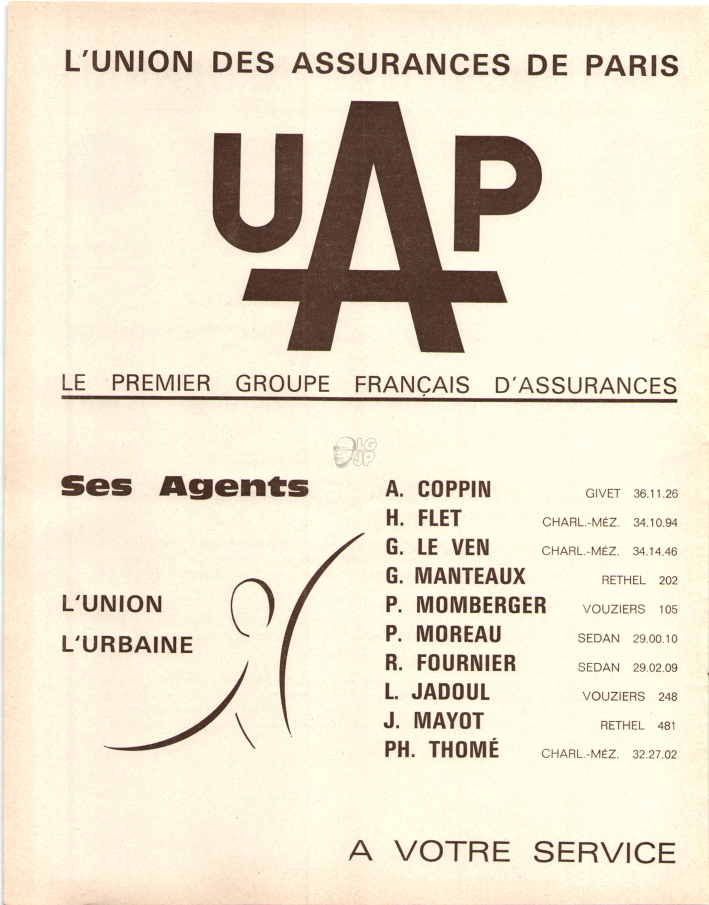 L'UNION DES ASSURANCES DE PARIS
UAP
LE PREMIER GROUPE FRANÇAIS D'ASSURANCES
LG
JP
Ses Agents
L'UNION
L'URBAINE
A. COPPIN GIVET 36.11.26
H. FLET CHARL.-MÉZ. 34.10.94
G. LE VEN CHARL.-MÉZ. 34.14.46
G. MANTEAUX RETHEL 202
P. MOMBERGER VOUZIERS 105
P. MOREAU SEDAN 29.00.10
R. FOURNIER SEDAN 29.02.09
L. JADOUL VOUZIERS 248
J. MAYOT RETHEL 481
PH. THOMÉ CHARL.-MÉZ. 32.27.02
A VOTRE SERVICE